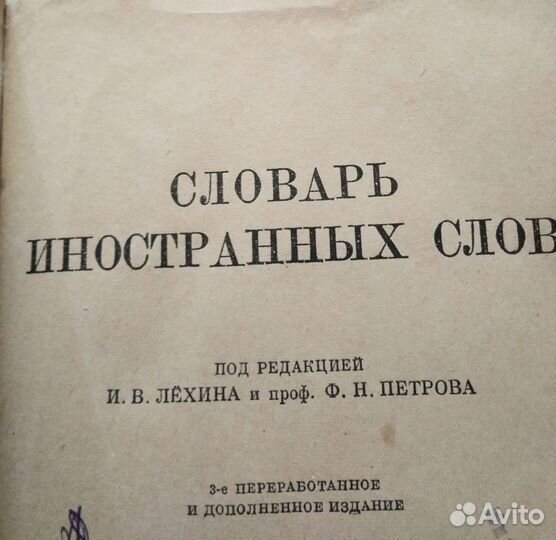 СЛОВАРЬ
ИНОСТРАННЫХ СЛОВ
ПОД РЕДАКЦИЕЙ
И. В. ЛЁХИНА и проф. Ф. Н. ПЕТРОВА
3-е ПЕРЕРАБОТАННОЕ
И ДОПОЛНЕННОЕ ИЗДАНИЕ
Avito